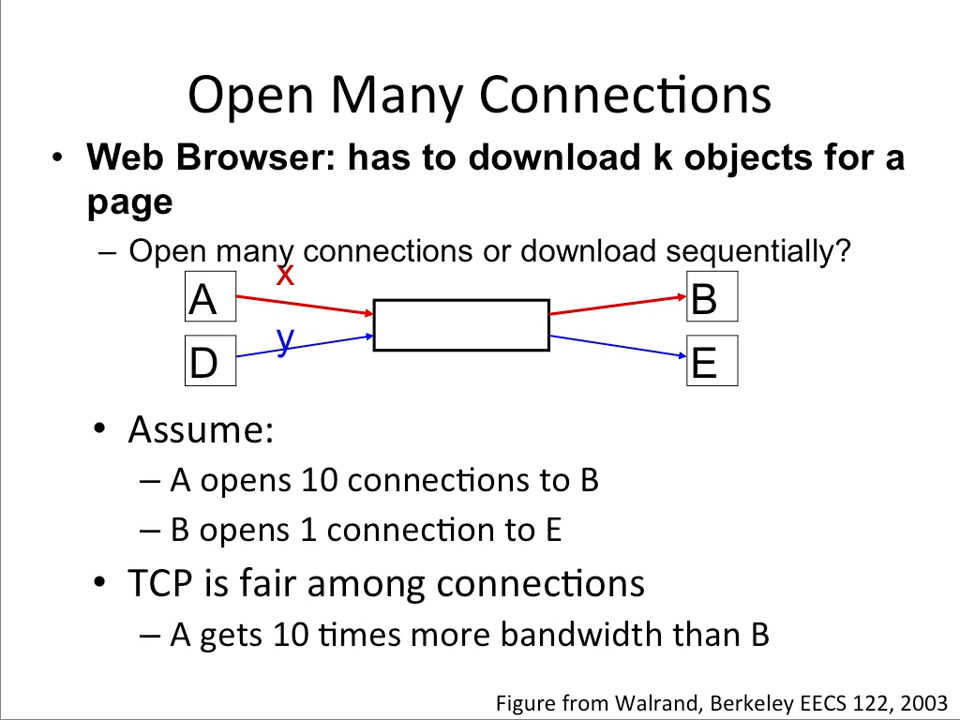 Open Many Connections
• Web Browser: has to download k objects for a
page
– Open many connections or download sequentially?
x
A
B
y
D
E
• Assume:
– A opens 10 connections to B
– B opens 1 connection to E
• TCP is fair among connections
– A gets 10 times more bandwidth than B
Figure from Walrand, Berkeley EECS 122, 2003